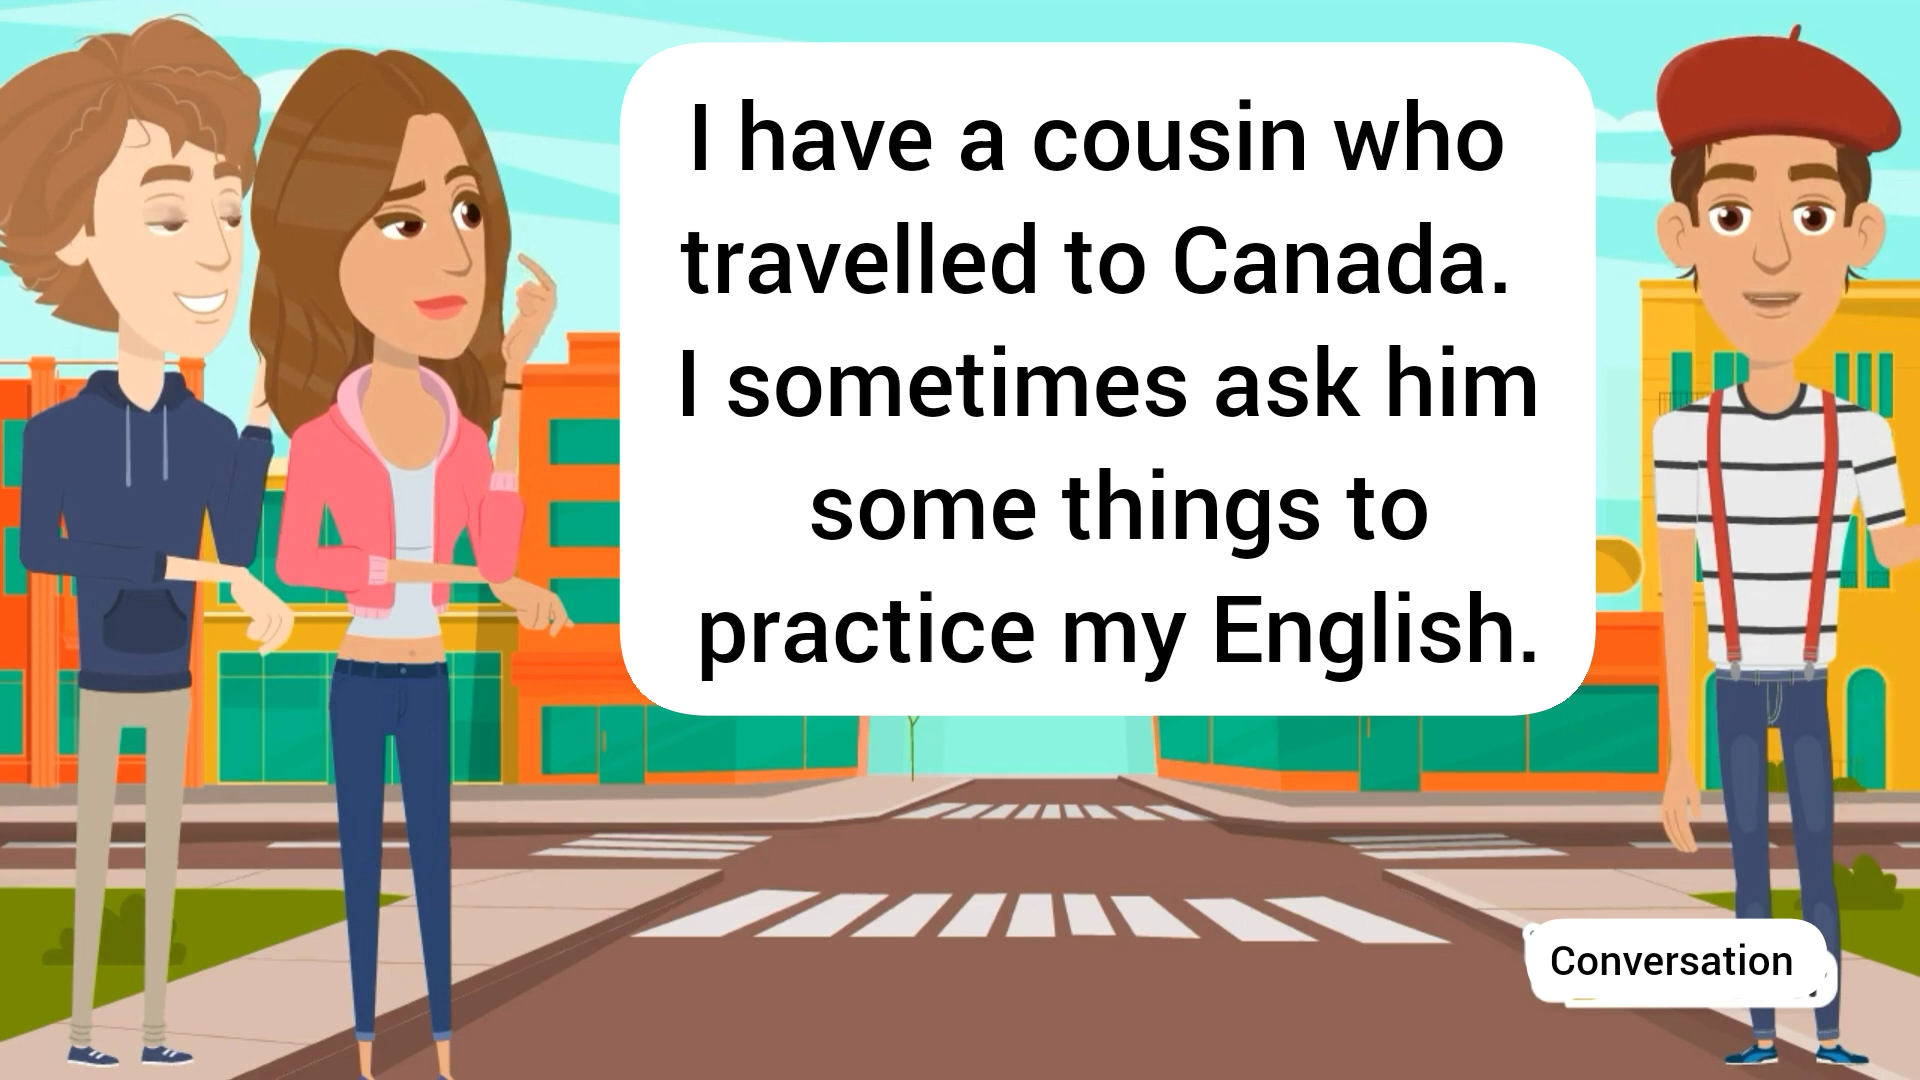 I have a cousin who
travelled to Canada.
I sometimes ask him
some things to
practice my English.
Conversation